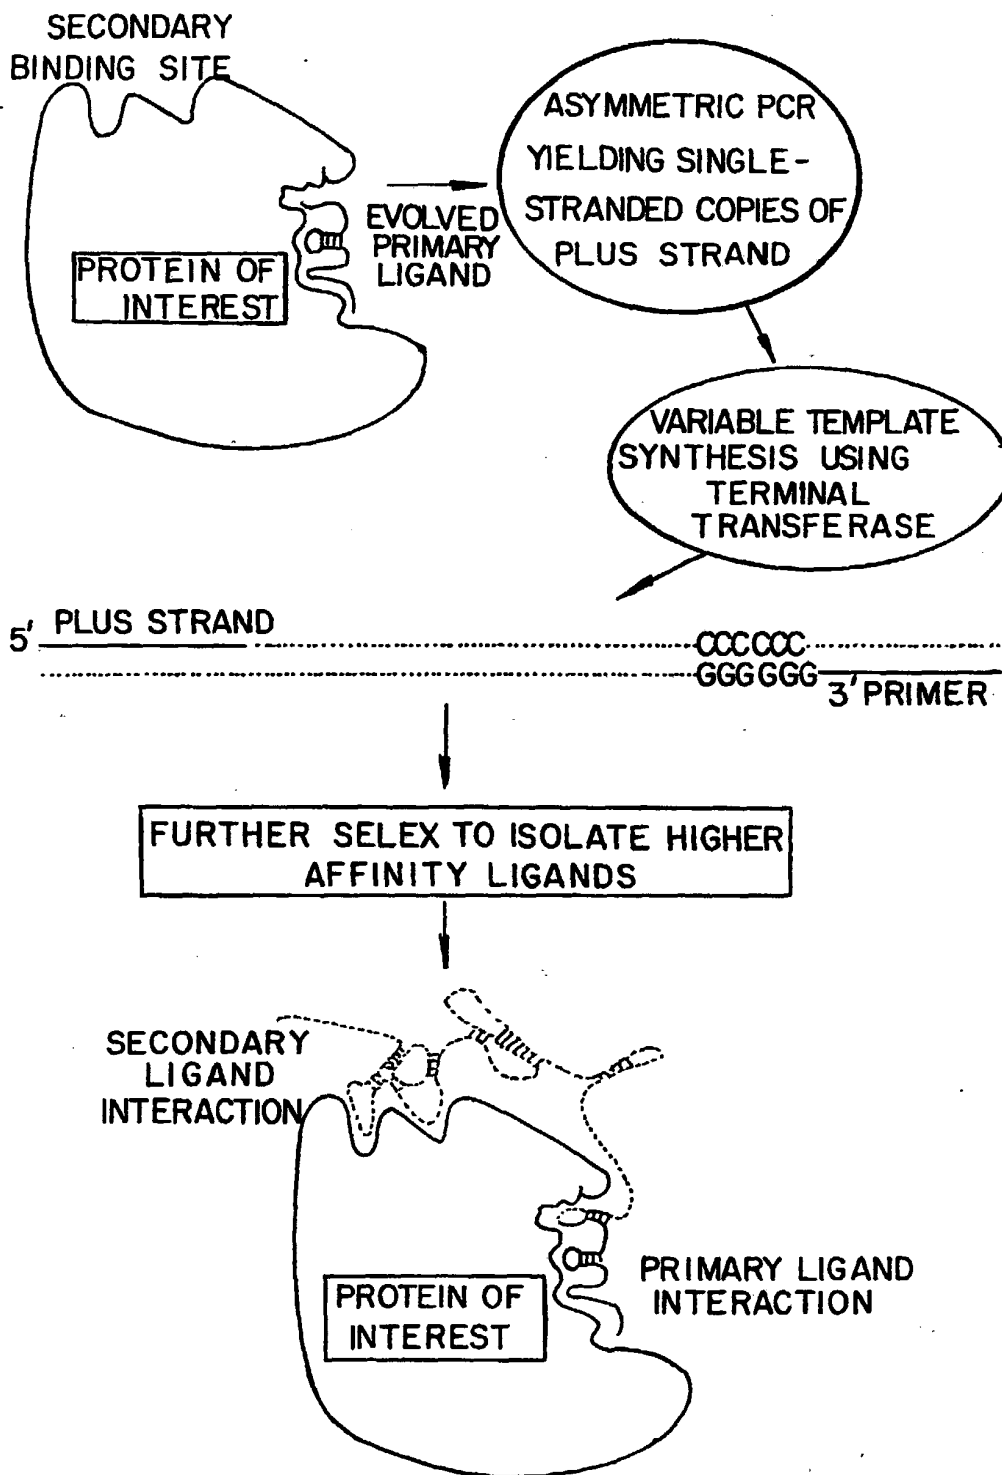 SECONDARY
BINDING SITE
PROTEIN OF
INTEREST
EVOLVED
PRIMARY
LIGAND
ASYMMETRIC PCR
YIELDING SINGLE-
STRANDED COPIES OF
PLUS STRAND
VARIABLE TEMPLATE
SYNTHESIS USING
TERMINAL
TRANSFERASE
5' PLUS STRAND
CCCCCC
GGGGGG
3' PRIMER
FURTHER SELEX TO ISOLATE HIGHER
AFFINITY LIGANDS
SECONDARY
LIGAND
INTERACTION
PROTEIN OF
INTEREST
PRIMARY LIGAND
INTERACTION